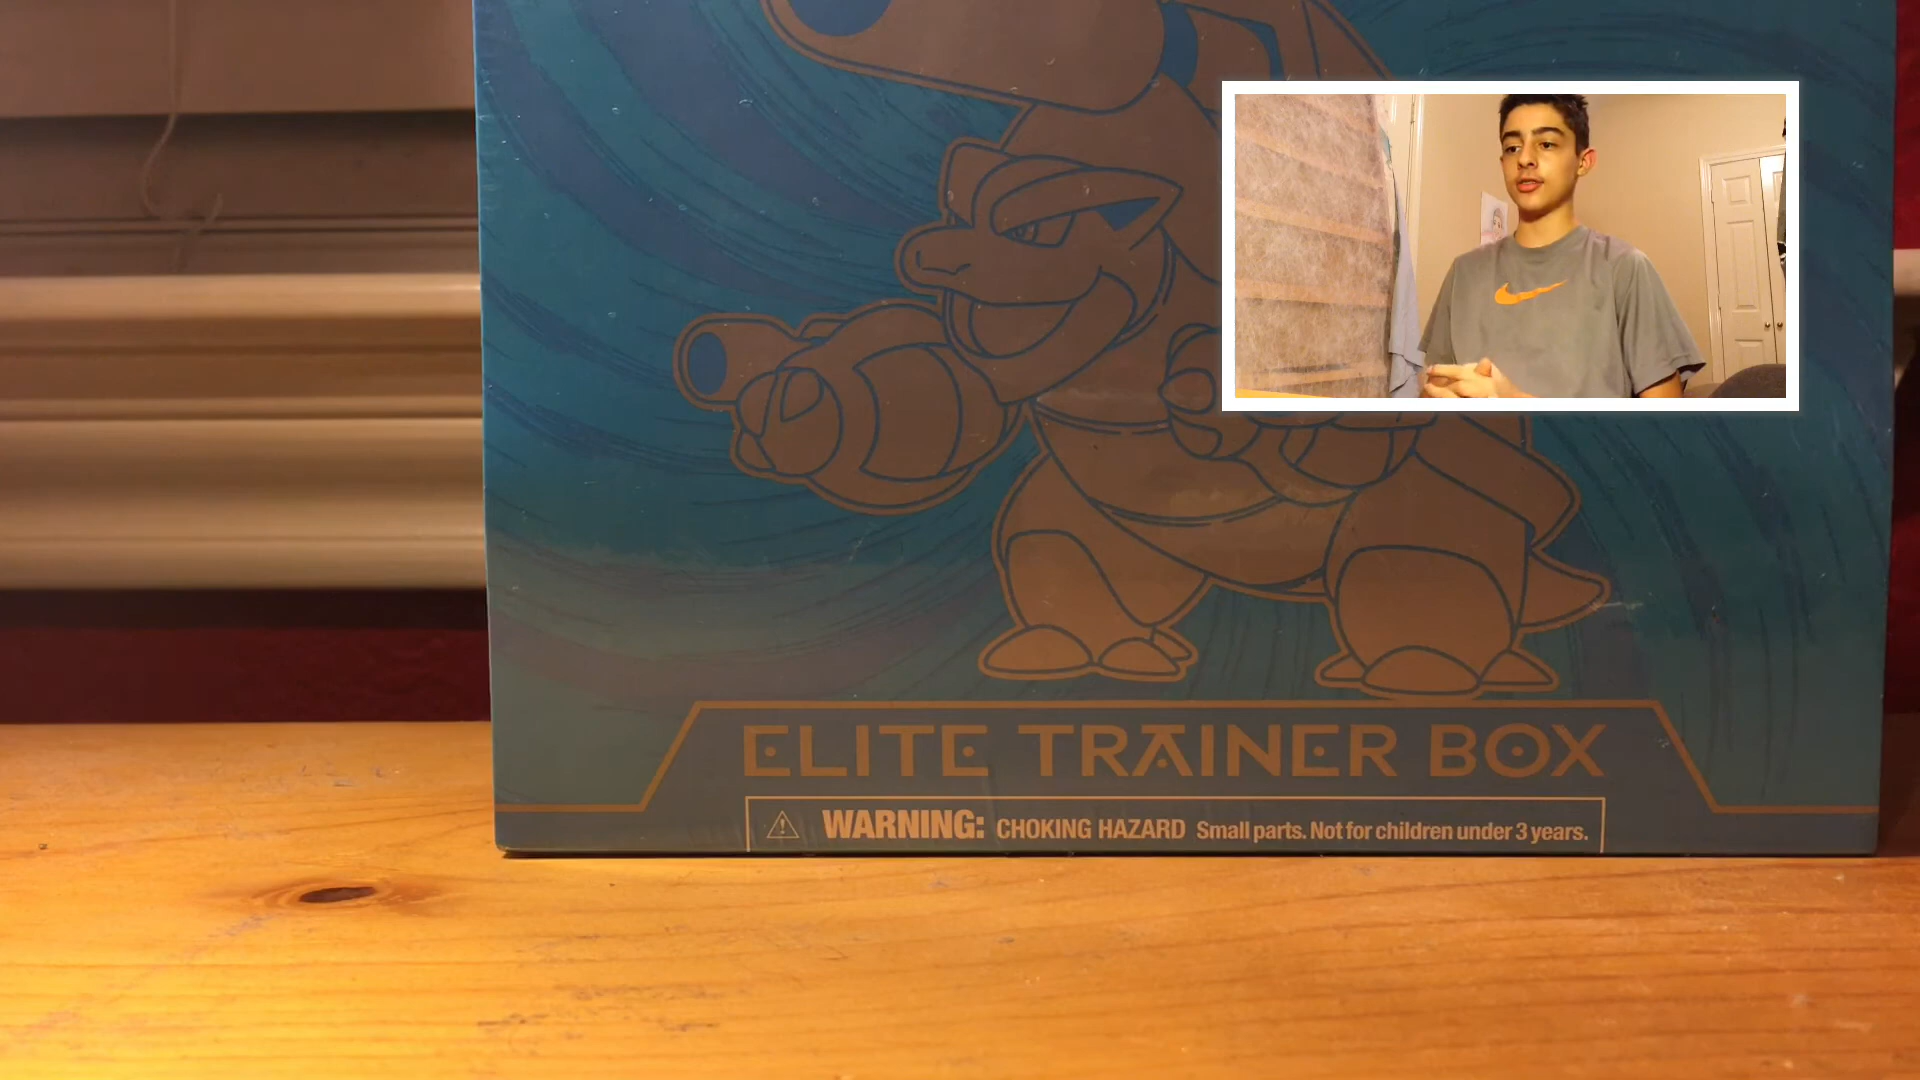 ELITE TRAINER BOX
WARNING: CHOKING HAZARD Small parts. Not for children under 3 years.